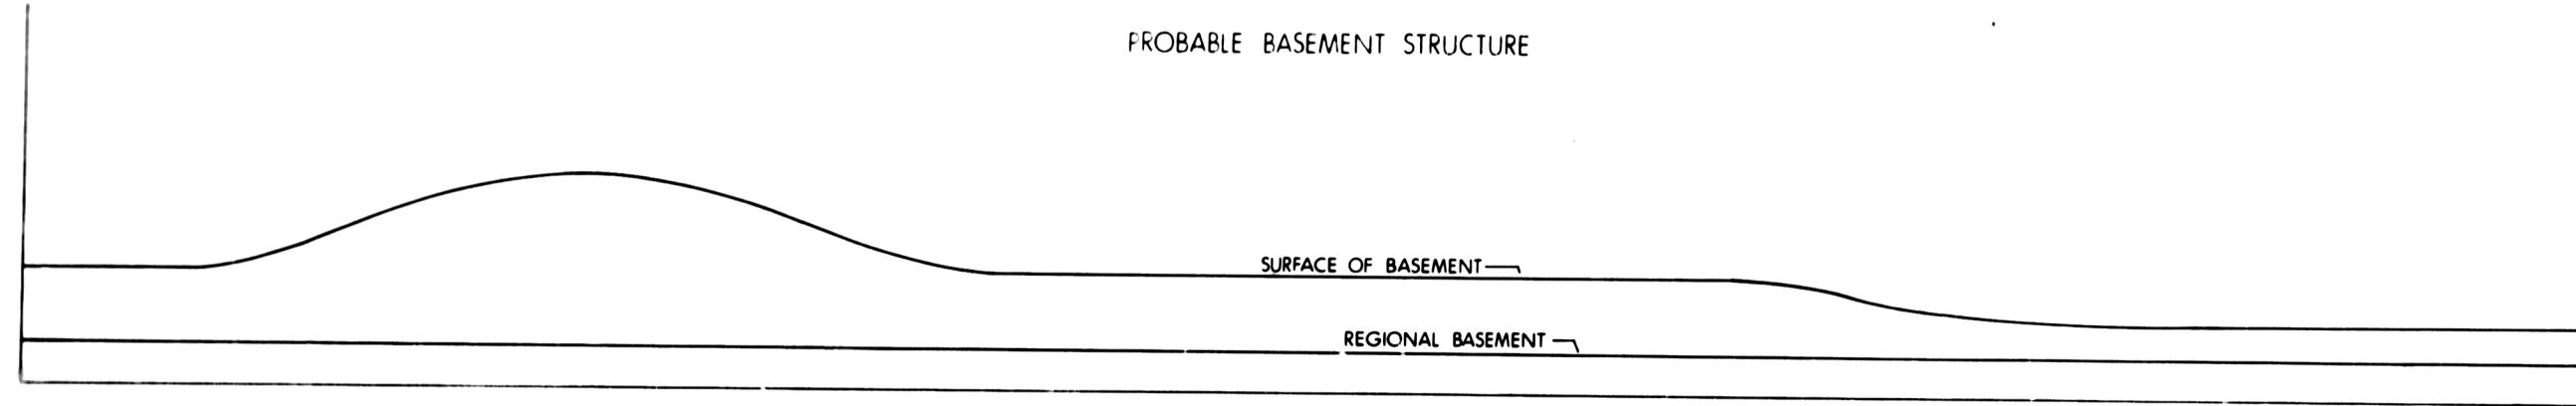 PROBABLE BASEMENT STRUCTURE
SURFACE OF BASEMENT
REGIONAL BASEMENT